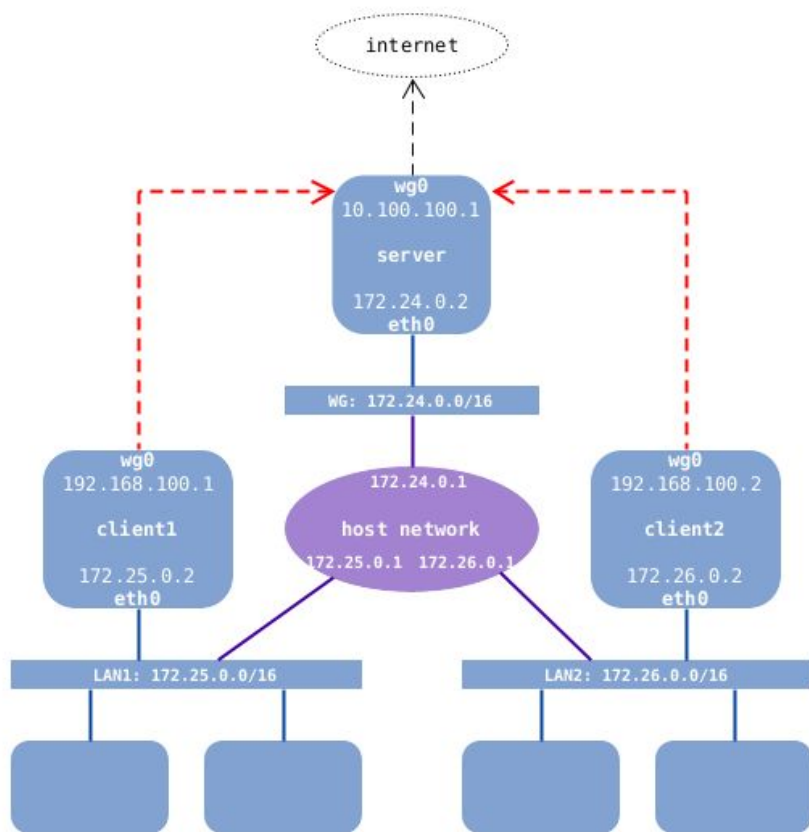 internet
wg0
10.100.100.1
server
172.24.0.2
eth0
WG: 172.24.0.0/16
wg0
192.168.100.1
client1
172.25.0.2
eth0
172.24.0.1
host network
172.25.0.1 172.26.0.1
wg0
192.168.100.2
client2
172.26.0.2
eth0
LAN1: 172.25.0.0/16
LAN2: 172.26.0.0/16